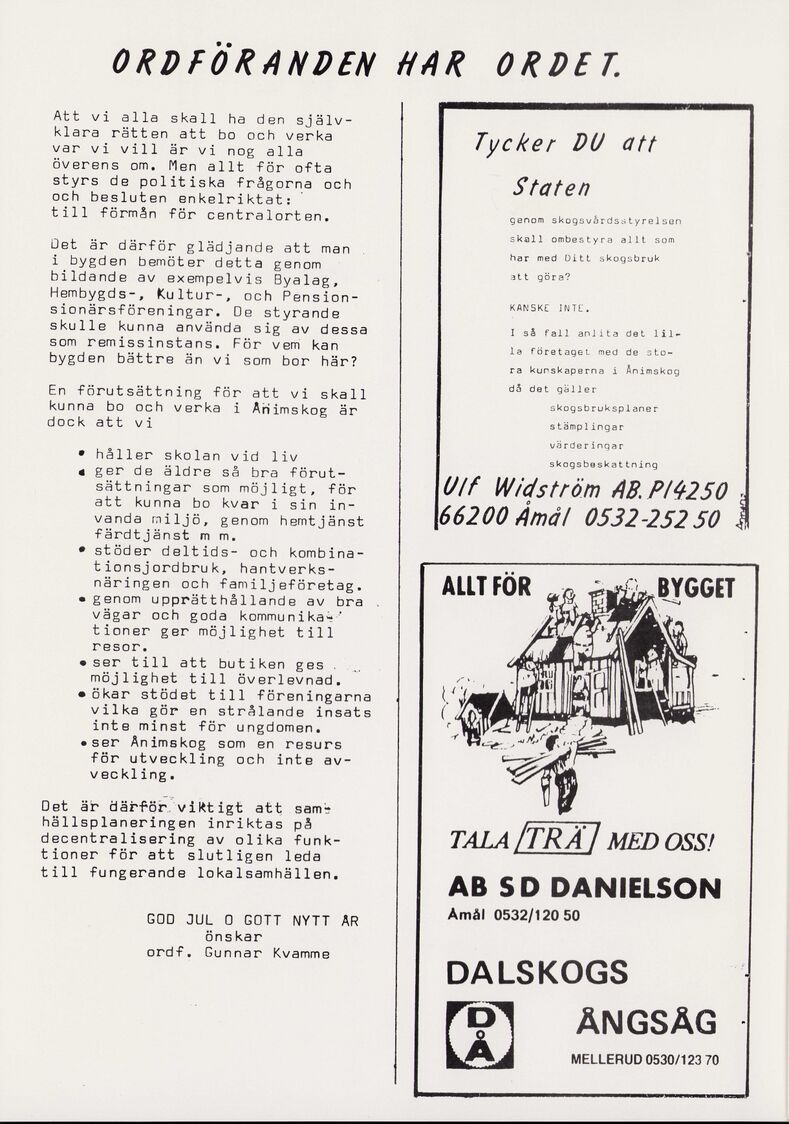 ORDFÖRANDEN HAR ORDET.
Att vi alla skall ha den själv-
klara rätten att bo och verka
var vi vill är vi nog alla
överens om. Men allt för ofta
styrs de politiska frågorna och
och besluten enkelriktat:
till förmån för centralorten.
Det är därför glädjande att man
i bygden bemöter detta genom
bildande av exempelvis Byalag,
Hembygds-, Kultur-, och Pension-
sionärsföreningar. De styrande
skulle kunna använda sig av dessa
som remissinstans. För vem kan
bygden bättre än vi som bor här?
En förutsättning för att vi skall
kunna bo och verka i Ånimskog är
dock att vi
• håller skolan vid liv
• ger de äldre så bra förut-
sättningar som möjligt, för
att kunna bo kvar i sin in-
vanda miljö, genom hemtjänst
färdtjänst m m.
• stöder deltids- och kombina-
tionsjordbruk, hantverks-
näringen och familjeföretag.
• genom upprätthållande av bra
vägar och goda kommunika-
tioner ger möjlighet till
resor.
• ser till att butiken ges
möjlighet till överlevnad.
• ökar stödet till föreningarna
vilka gör en strålande insats
inte minst för ungdomen.
• ser Ånimskog som en resurs
för utveckling och inte av-
veckling.
Det är därför viktigt att sam-
hällsplaneringen inriktas på
decentralisering av olika funk-
tioner för att slutligen leda
till fungerande lokalsamhällen.
GOD JUL O GOTT NYTT ÅR
önskar
ordf. Gunnar Kvamme
Tycker DU att
Staten
genom skogsvårdsstyrelsen
skall ombestyra allt som
har med Ditt skogsbruk
att göra?
KANSKE INTE.
I så fall anlita det lil-
la företaget med de sto-
ra kunskaperna i Ånimskog
då det gäller
skogsbruksplaner
stämplingar
värderingar
skogsbeskattning
Ulf Widström AB. Pl4250
66200 Åmål 0532-252 50
ALLT FÖR BYGGET
TALA TRÄ MED OSS!
AB SD DANIELSON
Åmål 0532/120 50
DALSKOGS
ÅNGSÅG
D
O
Å
MELLERUD 0530/123 70